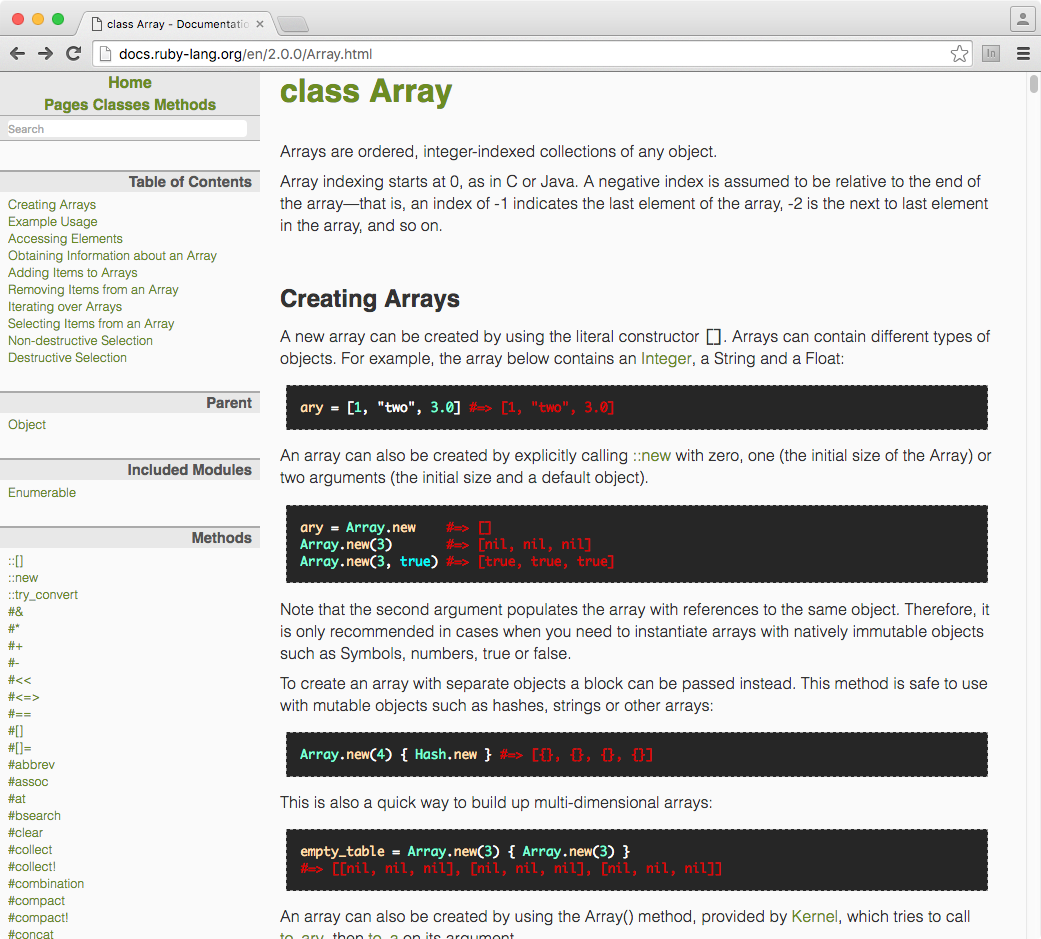 class Array - Documentatio
docs.ruby-lang.org/en/2.0.0/Array.html
In
Home
Pages Classes Methods
Search
Table of Contents
Creating Arrays
Example Usage
Accessing Elements
Obtaining Information about an Array
Adding Items to Arrays
Removing Items from an Array
Iterating over Arrays
Selecting Items from an Array
Non-destructive Selection
Destructive Selection
Parent
Object
Included Modules
Enumerable
Methods
::[]
::new
::try_convert
#&
#*
#+
#-
#<<
#<=>
#==
#[]
#[]=
#abbrev
#assoc
#at
#bsearch
#clear
#collect
#collect!
#combination
#compact
#compact!
#concat
class Array
Arrays are ordered, integer-indexed collections of any object.
Array indexing starts at 0, as in C or Java. A negative index is assumed to be relative to the end of
the array—that is, an index of -1 indicates the last element of the array, -2 is the next to last element
in the array, and so on.
Creating Arrays
A new array can be created by using the literal constructor []. Arrays can contain different types of
objects. For example, the array below contains an Integer, a String and a Float:
ary = [1, "two", 3.0] #=> [1, "two", 3.0]
An array can also be created by explicitly calling ::new with zero, one (the initial size of the Array) or
two arguments (the initial size and a default object).
ary = Array.new    #=> []
Array.new(3)       #=> [nil, nil, nil]
Array.new(3, true) #=> [true, true, true]
Note that the second argument populates the array with references to the same object. Therefore, it
is only recommended in cases when you need to instantiate arrays with natively immutable objects
such as Symbols, numbers, true or false.
To create an array with separate objects a block can be passed instead. This method is safe to use
with mutable objects such as hashes, strings or other arrays:
Array.new(4) { Hash.new } #=> [{}, {}, {}, {}]
This is also a quick way to build up multi-dimensional arrays:
empty_table = Array.new(3) { Array.new(3) }
#=> [[nil, nil, nil], [nil, nil, nil], [nil, nil, nil]]
An array can also be created by using the Array() method, provided by Kernel, which tries to call
to_ary, then to_a on its argument.